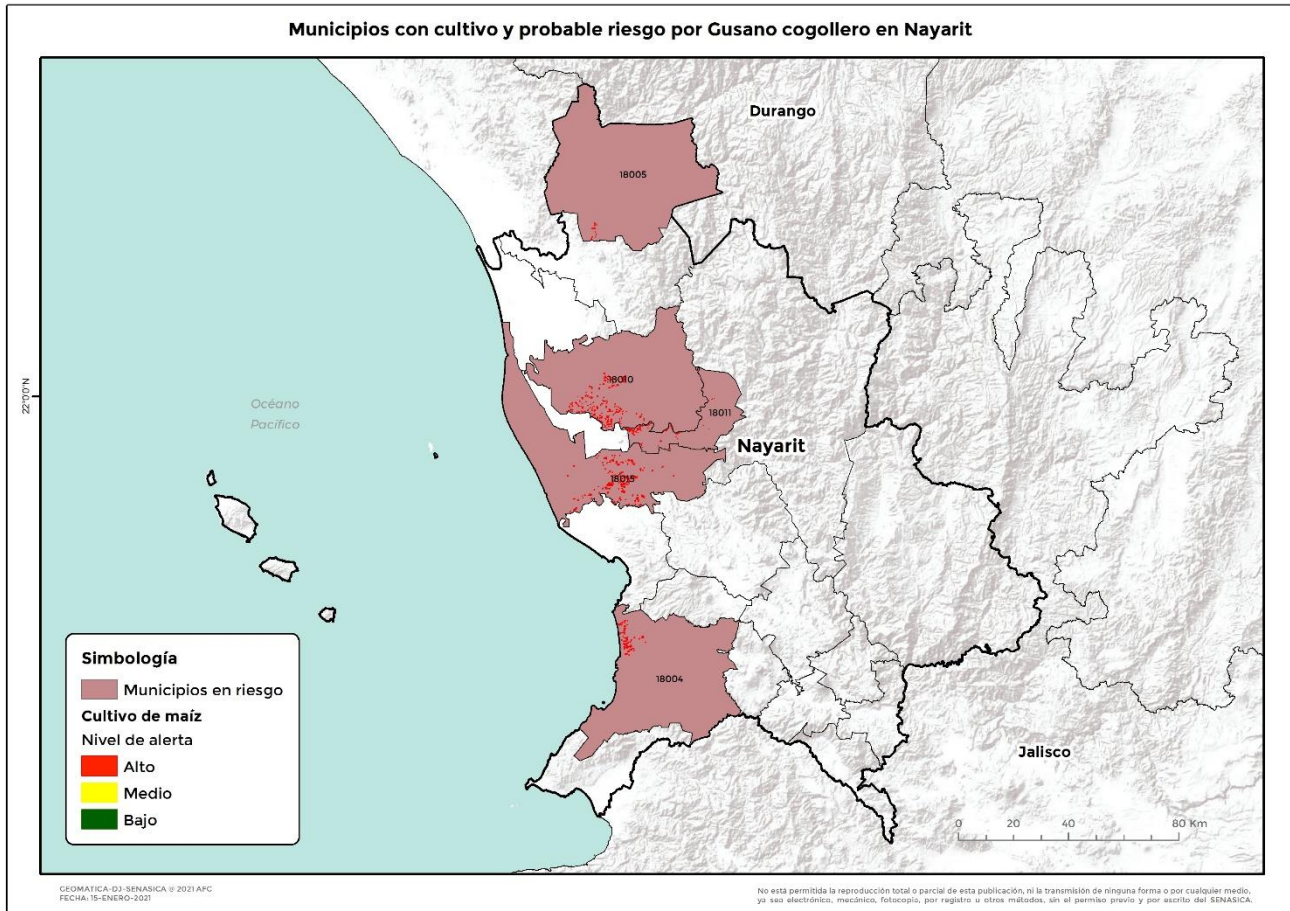 Municipios con cultivo y probable riesgo por Gusano cogollero en Nayarit
Durango
18005
22°0'0"N
18010
18011
Océano
Pacífico
Nayarit
18015
18004
Simbología
Municipios en riesgo
Cultivo de maíz
Nivel de alerta
Alto
Medio
Bajo
Jalisco
0 20 40 80 Km
GEOMATICA-DJ-SENASICA @ 2021 AFC
FECHA: 15-ENERO-2021
No está permitida la reproducción total o parcial de esta publicación, ni la transmisión de ninguna forma o por cualquier medio,
ya sea electrónico, mecánico, fotocopia, por registro u otros métodos, sin el permiso previo y por escrito del SENASICA.